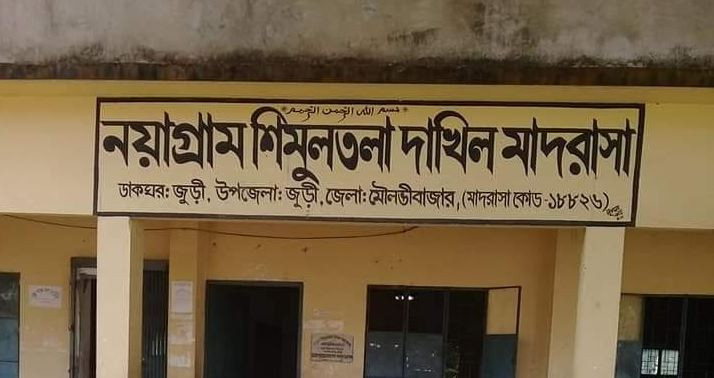 بسم الله الرحمن الرحيم
নয়াগ্রাম শিমুলতলা দাখিল মাদরাসা
ডাকঘর: জুড়ী, উপজেলা: জুড়ী, জেলা: মৌলভীবাজার, (মাদরাসা কোড-১৮৮২৬)